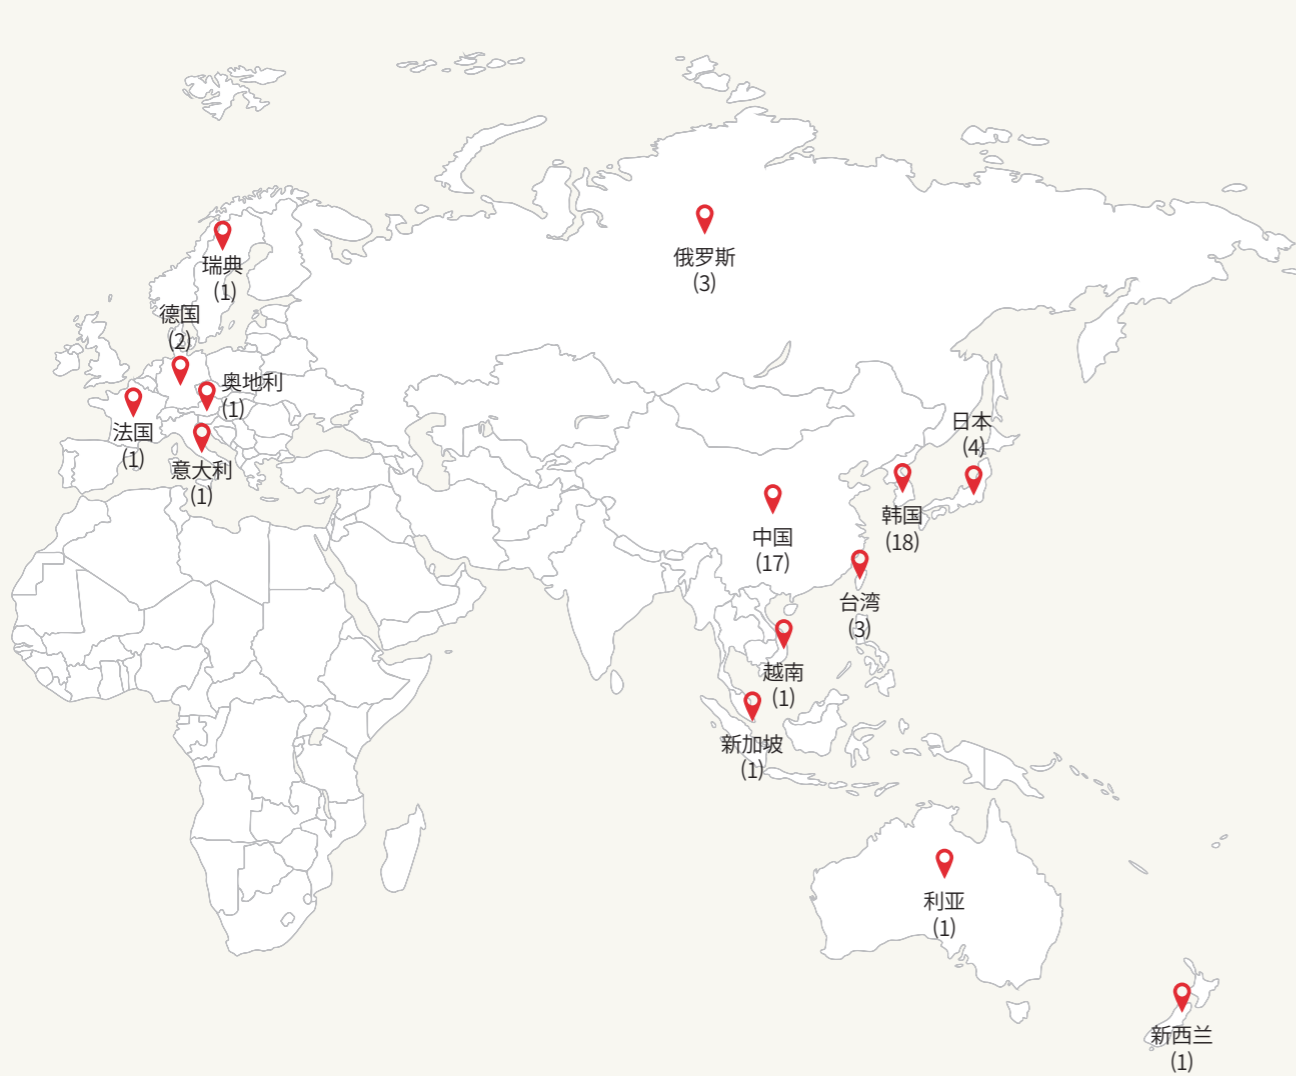 俄罗斯
(3)
瑞典
(1)
德国
(2)
奥地利
(1)
法国
(1)
意大利
(1)
日本
(4)
韩国
(18)
中国
(17)
台湾
(3)
越南
(1)
新加坡
(1)
利亚
(1)
新西兰
(1)